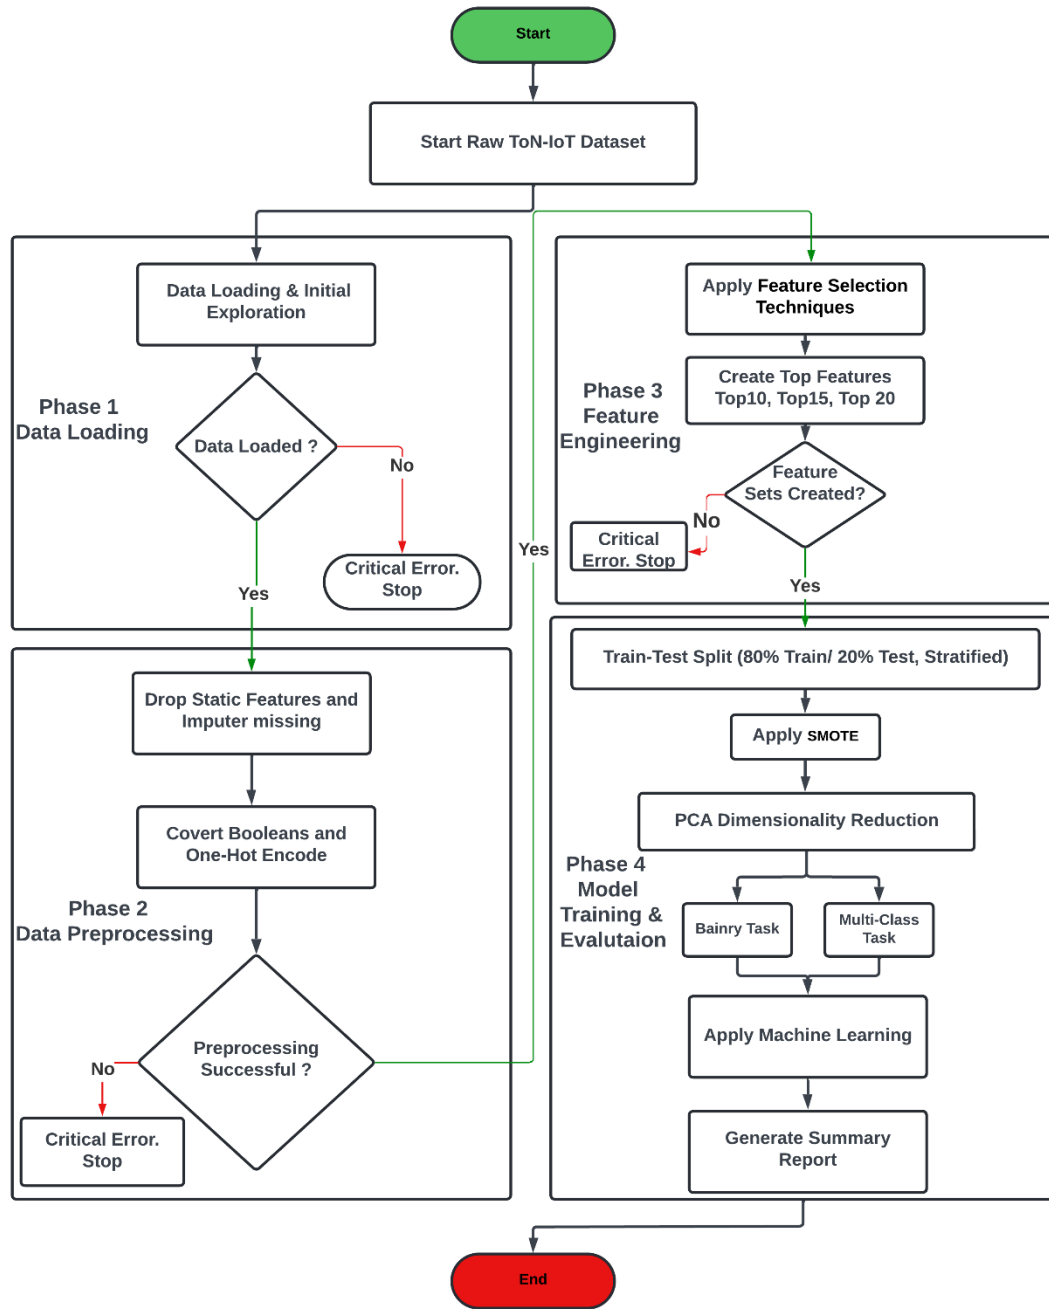 Start
Start Raw ToN-IoT Dataset
Data Loading & Initial
Exploration
Phase 1
Data Loading
Data Loaded ?
No
Critical Error.
Stop
Yes
Drop Static Features and
Imputer missing
Covert Booleans and
One-Hot Encode
Phase 2
Data Preprocessing
Preprocessing
Successful ?
No
Critical Error.
Stop
Yes
Apply Feature Selection
Techniques
Create Top Features
Top10, Top15, Top 20
Phase 3
Feature
Engineering
Feature
Sets Created?
No
Critical
Error. Stop
Yes
Train-Test Split (80% Train/ 20% Test, Stratified)
Apply SMOTE
PCA Dimensionality Reduction
Phase 4
Model
Training &
Evalutaion
Bainry Task
Multi-Class
Task
Apply Machine Learning
Generate Summary
Report
End